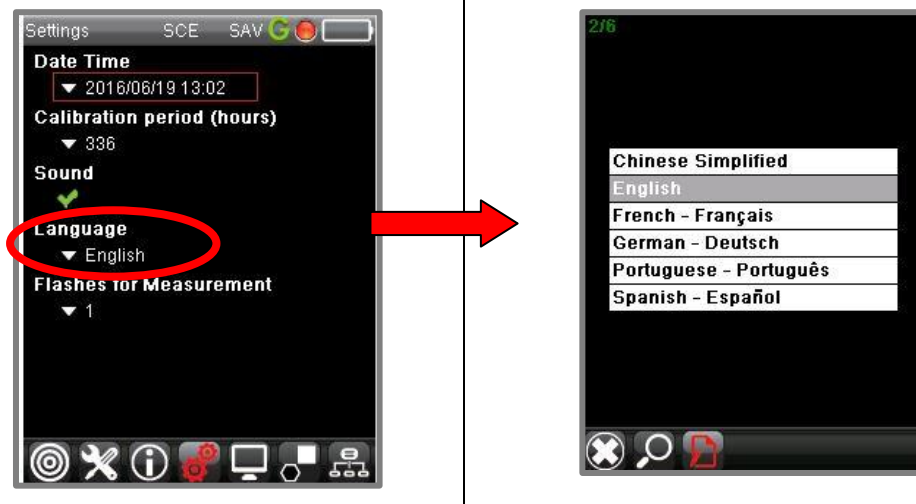 Settings SCE SAV G
Date Time
2016/06/19 13:02
Calibration period (hours)
336
Sound
Language
English
Flashes for Measurement
1
2/6
Chinese Simplified
English
French - Français
German - Deutsch
Portuguese - Português
Spanish - Español